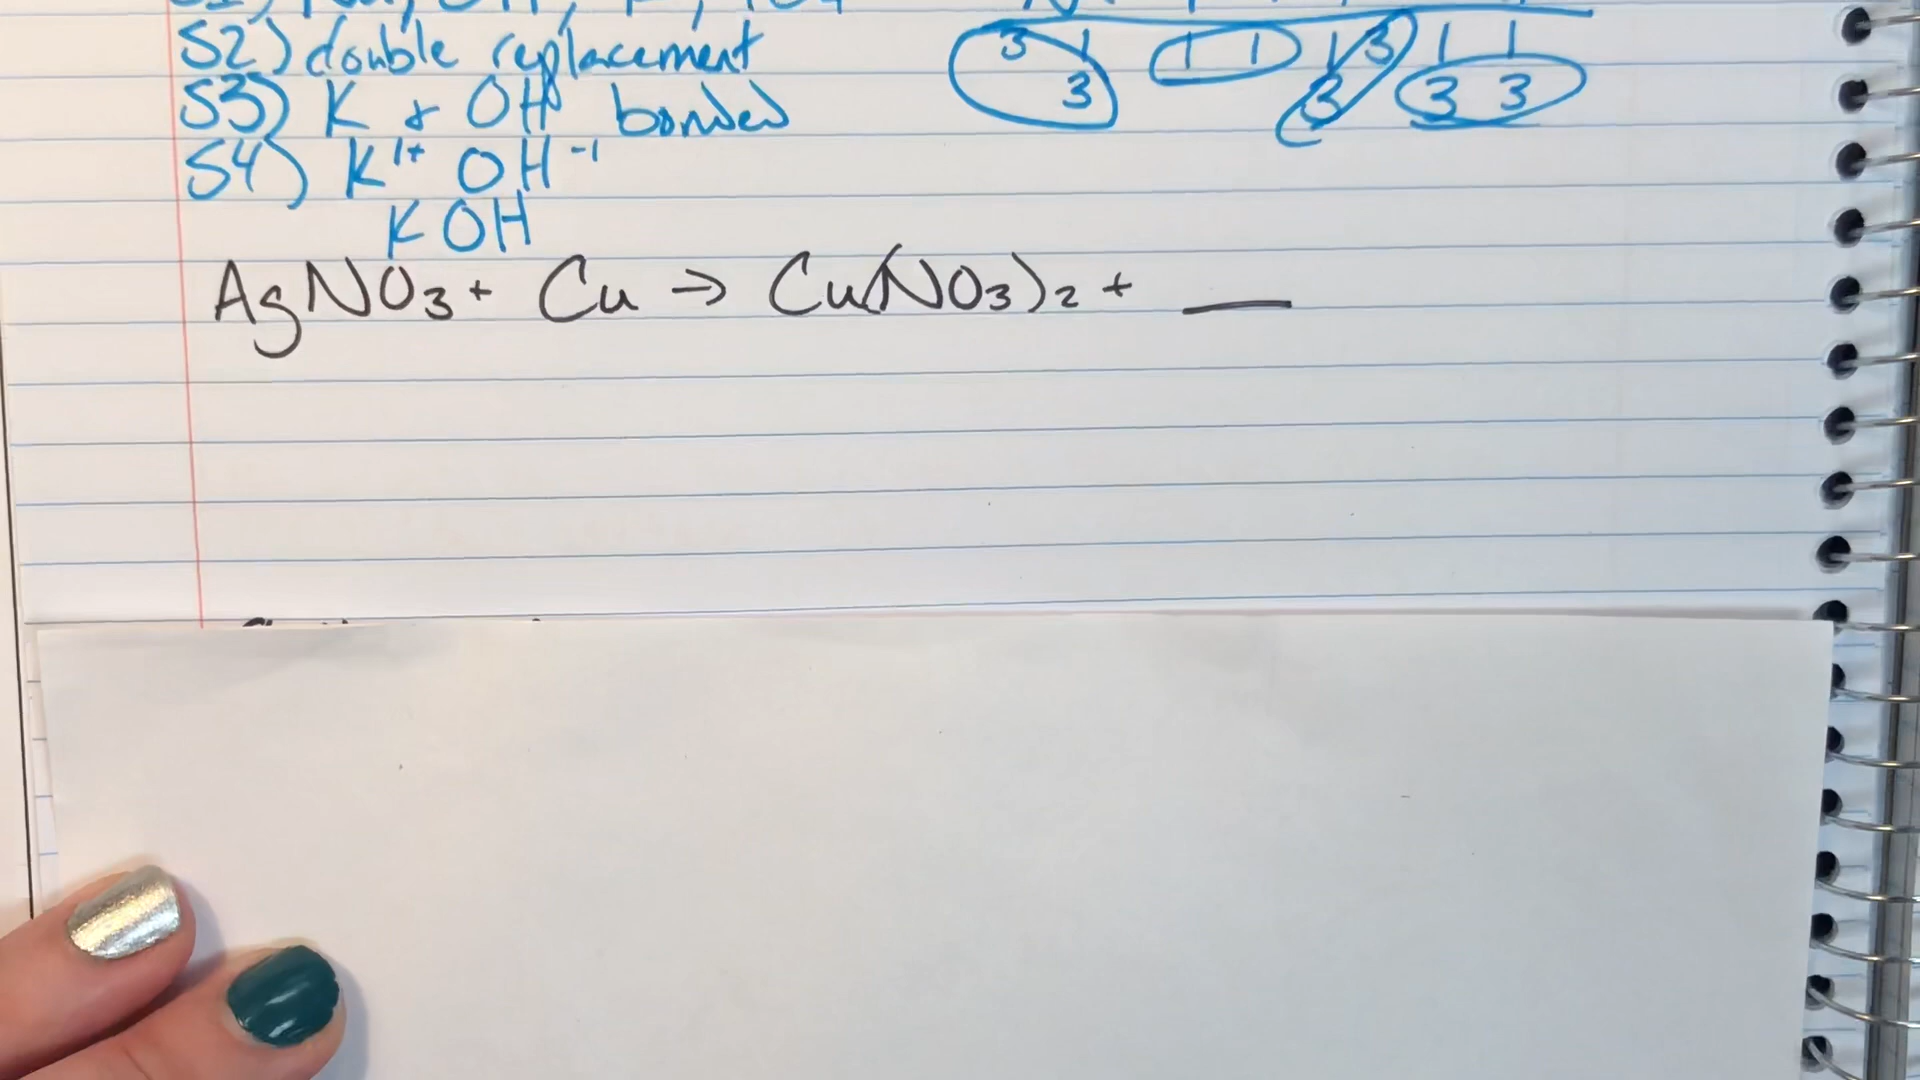 S2) double replacement
S3) K & OH bonded
S4) K¹⁺ OH⁻¹
KOH
3 1 1 1 1 3 1 1
3 3 3 3
AgNO₃ + Cu → Cu(NO₃)₂ + __